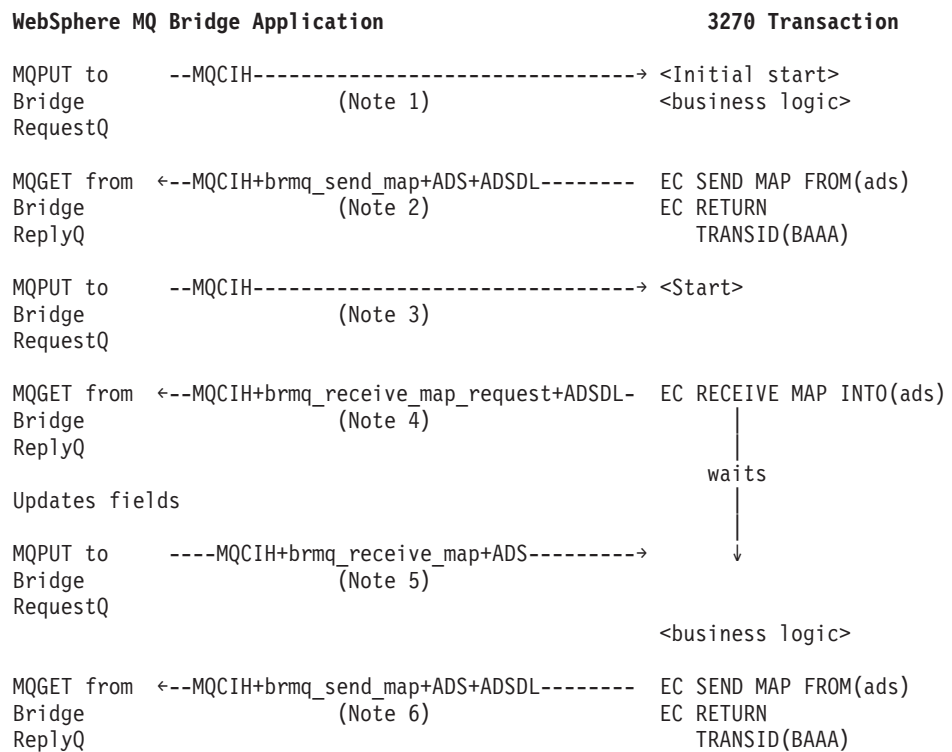 WebSphere MQ Bridge Application                           3270 Transaction
MQPUT to     --MQCIH--------------------------------→ <Initial start>
Bridge                     (Note 1)                   <business logic>
RequestQ
MQGET from  ←--MQCIH+brmq_send_map+ADS+ADSDL--------  EC SEND MAP FROM(ads)
Bridge                     (Note 2)                   EC RETURN
ReplyQ                                                   TRANSID(BAAA)
MQPUT to     --MQCIH--------------------------------→ <Start>
Bridge                     (Note 3)
RequestQ
MQGET from  ←--MQCIH+brmq_receive_map_request+ADSDL-  EC RECEIVE MAP INTO(ads)
Bridge                     (Note 4)
ReplyQ
waits
Updates fields
MQPUT to     ----MQCIH+brmq_receive_map+ADS---------→
Bridge                     (Note 5)
RequestQ
<business logic>
MQGET from  ←--MQCIH+brmq_send_map+ADS+ADSDL--------  EC SEND MAP FROM(ads)
Bridge                     (Note 6)                   EC RETURN
ReplyQ                                                   TRANSID(BAAA)